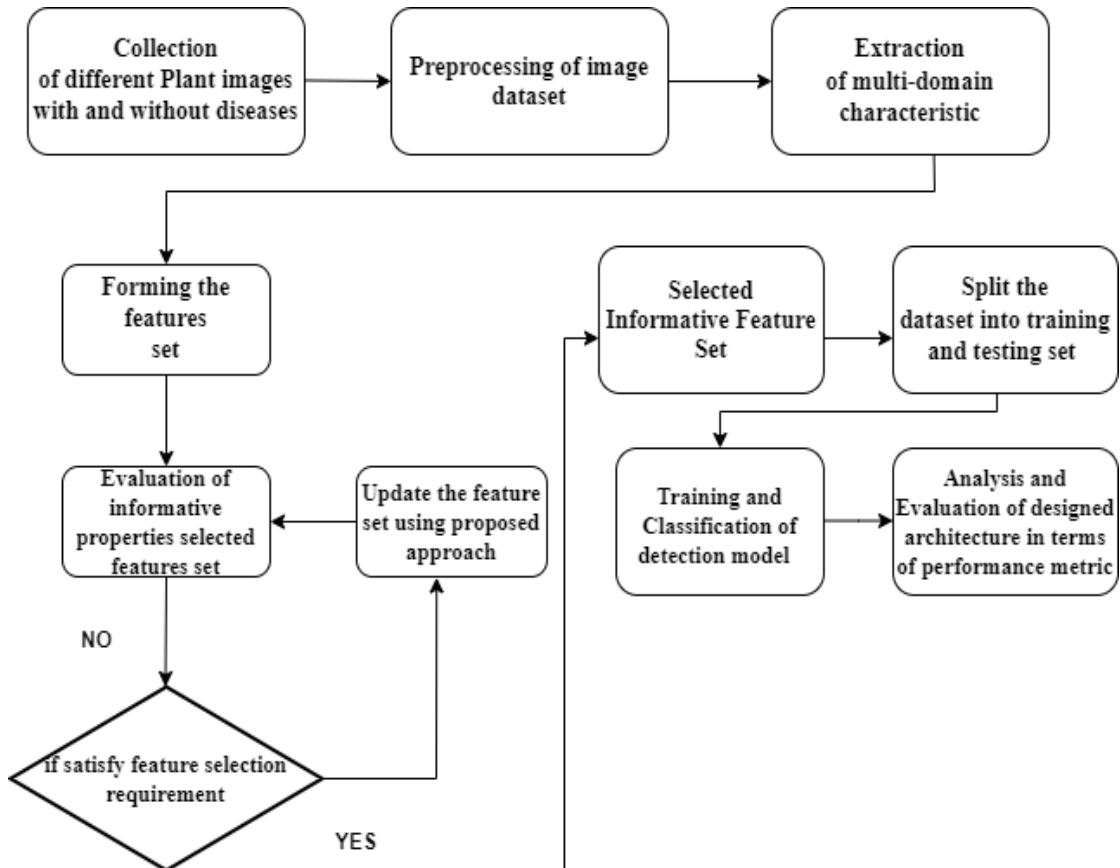 Collection
of different Plant images
with and without diseases
Preprocessing of image
dataset
Extraction
of multi-domain
characteristic
Forming the
features
set
Selected
Informative Feature
Set
Split the
dataset into training
and testing set
Evaluation of
informative
properties selected
features set
Update the feature
set using proposed
approach
Training and
Classification of
detection model
Analysis and
Evaluation of designed
architecture in terms
of performance metric
NO
if satisfy feature selection
requirement
YES